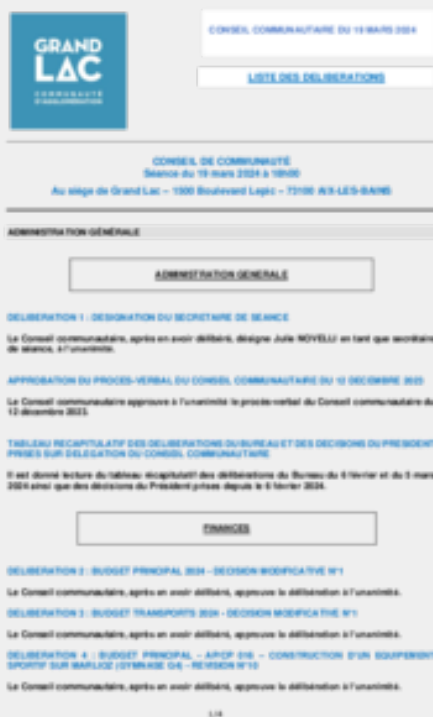 GRAND
LAC
COMMUNAUTÉ
D'AGGLOMÉRATION
CONSEIL COMMUNAUTAIRE DU 19 MARS 2024
LISTE DES DELIBERATIONS
CONSEIL DE COMMUNAUTÉ
Séance du 19 mars 2024 à 18h00
Au siège de Grand Lac – 1500 Boulevard Lepic – 73100 AIX-LES-BAINS
ADMINISTRATION GÉNÉRALE
ADMINISTRATION GENERALE
DELIBERATION 1 : DESIGNATION DU SECRETAIRE DE SEANCE
Le Conseil communautaire, après en avoir délibéré, désigne Julie NOVELLI en tant que secrétaire
de séance, à l'unanimité.
APPROBATION DU PROCES-VERBAL DU CONSEIL COMMUNAUTAIRE DU 12 DECEMBRE 2023
Le Conseil communautaire approuve à l'unanimité le procès-verbal du Conseil communautaire du
12 décembre 2023.
TABLEAU RECAPITULATIF DES DELIBERATIONS DU BUREAU ET DES DECISIONS DU PRESIDENT
PRISES SUR DELEGATION DU CONSEIL COMMUNAUTAIRE
Il est donné lecture du tableau récapitulatif des délibérations du Bureau du 6 février et du 5 mars
2024 ainsi que des décisions du Président prises depuis le 6 février 2024.
FINANCES
DELIBERATION 2 : BUDGET PRINCIPAL 2024 - DECISION MODIFICATIVE N°1
Le Conseil communautaire, après en avoir délibéré, approuve la délibération à l'unanimité.
DELIBERATION 3 : BUDGET TRANSPORTS 2024 - DECISION MODIFICATIVE N°1
Le Conseil communautaire, après en avoir délibéré, approuve la délibération à l'unanimité.
DELIBERATION 4 : BUDGET PRINCIPAL – AP/CP 016 – CONSTRUCTION D'UN EQUIPEMENT
SPORTIF SUR MARLIOZ (GYMNASE G4) - REVISION N°10
Le Conseil communautaire, après en avoir délibéré, approuve la délibération à l'unanimité.